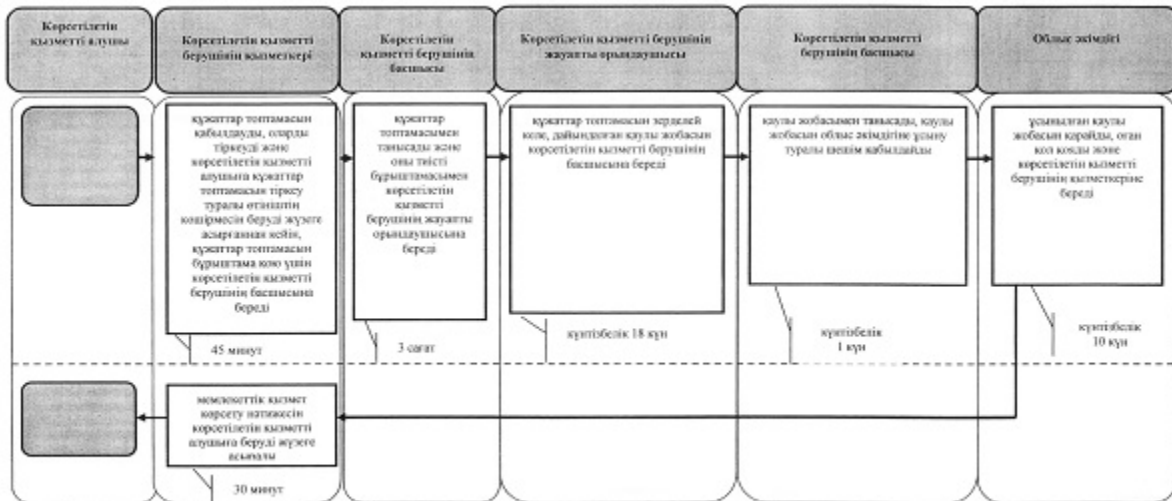 Көрсетілетін
қызметті алушы
Көрсетілетін қызметті
берушінің қызметкері
Көрсетілетін
қызметті берушінің
басшысы
Көрсетілетін қызметті берушінің
жауапты орындаушысы
Көрсетілетін қызметті
берушінің басшысы
Облыс әкімдігі
құжаттар топтамасын
қабылдауды, оларды
тіркеуді және
көрсетілетін қызметті
алушыға құжаттар
топтамасын тіркеу
туралы өтініштің
көшірмесін беруді жүзеге
асырғаннан кейін,
құжаттар топтамасын
бұрыштама қою үшін
көрсетілетін қызметті
берушінің басшысына
береді
45 минут
құжаттар
топтамасымен
танысады және
оны тиісті
бұрыштамасымен
көрсетілетін
қызметті
берушінің жауапты
орындаушысына
береді
3 сағат
құжаттар топтамасын зерделей
келе, дайындалған қаулы жобасын
көрсетілетін қызметті берушінің
басшысына береді
күнтізбелік 18 күн
қаулы жобасымен танысады, қаулы
жобасын облыс әкімдігіне ұсыну
туралы шешім қабылдайды
күнтізбелік
1 күн
ұсынылған қаулы
жобасын қарайды, оған
қол қояды және
көрсетілетін қызметті
берушінің қызметкеріне
береді
күнтізбелік
10 күн
мемлекеттік қызмет
көрсету нәтижесін
көрсетілетін қызметті
алушыға беруді жүзеге
асырады
30 минут